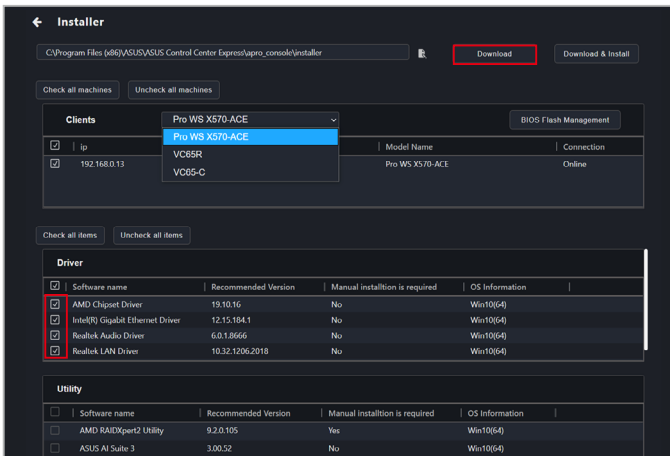 Installer
C:\Program Files (x86)\ASUS\ASUS Control Center Express\apro_console\installer
Download
Download & Install
Check all machines
Uncheck all machines
Clients
Pro WS X570-ACE
BIOS Flash Management
Pro WS X570-ACE
VC65R
VC65-C
ip
Model Name
Connection
192.168.0.13
Pro WS X570-ACE
Online
Check all items
Uncheck all items
Driver
Software name
Recommended Version
Manual installtion is required
OS Information
AMD Chipset Driver
19.10.16
No
Win10(64)
Intel(R) Gigabit Ethernet Driver
12.15.184.1
No
Win10(64)
Realtek Audio Driver
6.0.1.8666
No
Win10(64)
Realtek LAN Driver
10.32.1206.2018
No
Win10(64)
Utility
Software name
Recommended Version
Manual installtion is required
OS Information
AMD RAIDXpert2 Utility
9.2.0.105
Yes
Win10(64)
ASUS AI Suite 3
3.00.52
No
Win10(64)